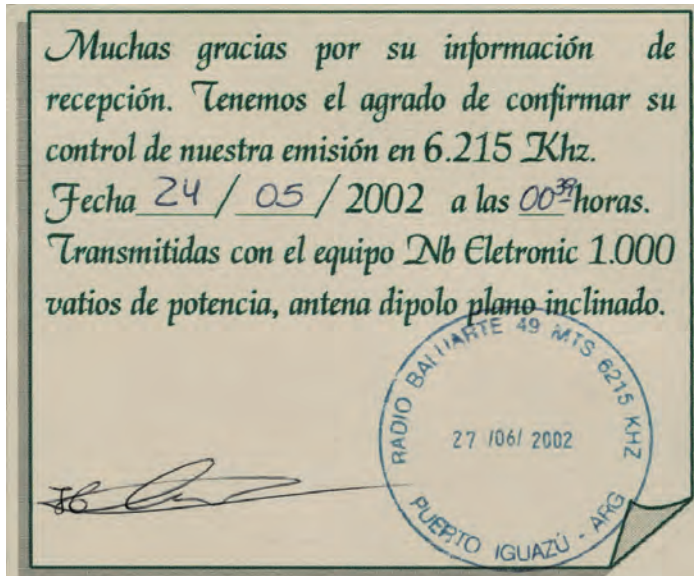 Muchas gracias por su información de
recepción. Tenemos el agrado de confirmar su
control de nuestra emisión en 6.215 Khz.
Fecha 24 / 05 / 2002 a las 00³⁹ horas.
Transmitidas con el equipo Nb Eletronic 1.000
vatios de potencia, antena dipolo plano inclinado.
RADIO BALUARTE 49 MTS 6215 KHZ
27 /06/ 2002
PUERTO IGUAZÚ - ARG